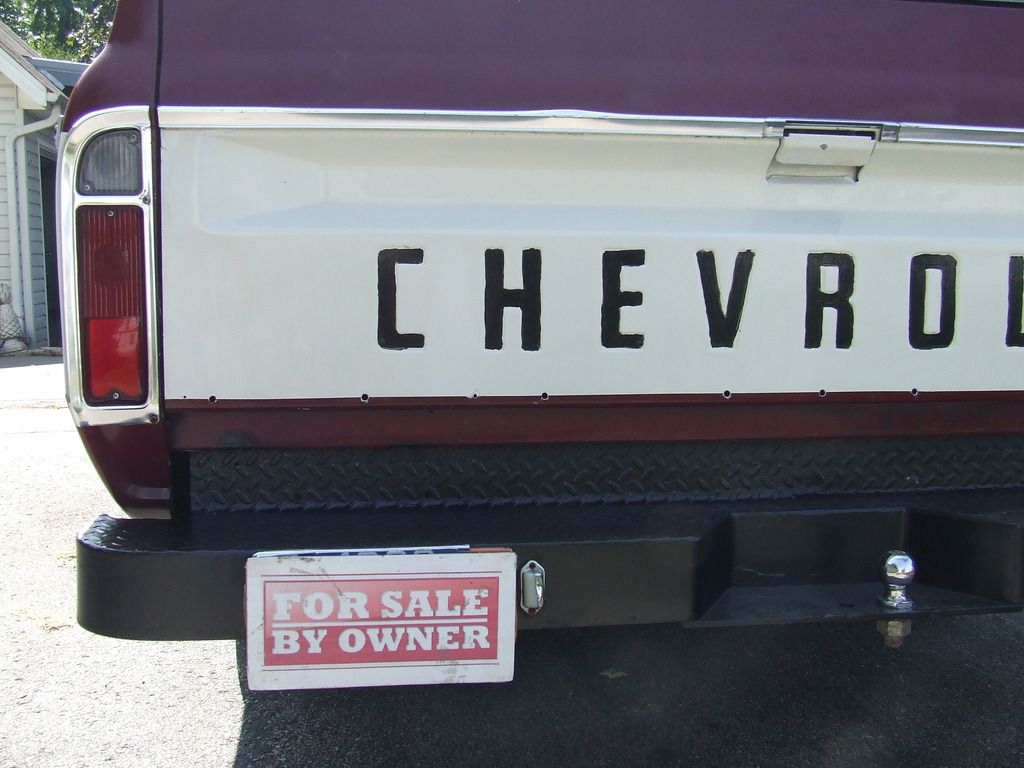 CHEVROL
FOR SALE
BY OWNER